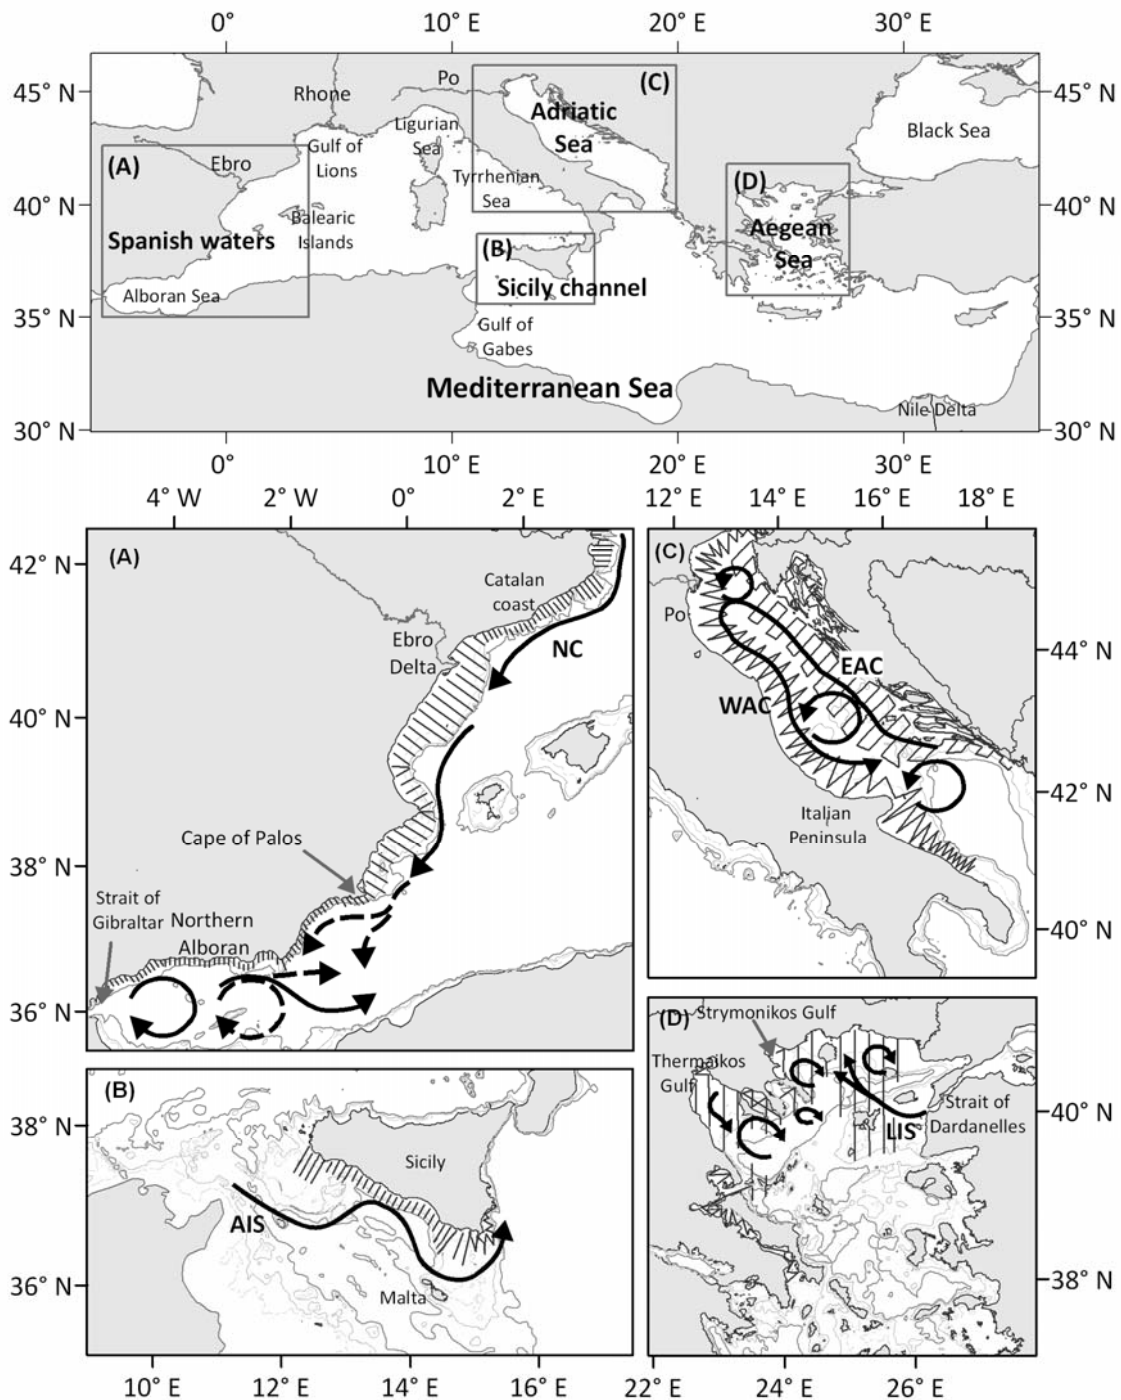 0° 10° E 20° E 30° E
45° N
40° N
35° N
30° N
45° N
40° N
35° N
30° N
Po
(C)
Rhone
Adriatic
Sea
Ligurian
Sea
Black Sea
(A)
Ebro
Gulf of
Lions
Tyrrhenian
Sea
(D)
Balearic
Islands
Aegean
Sea
Spanish waters
(B)
Sicily channel
Alboran Sea
Gulf of
Gabes
Mediterranean Sea
Nile Delta
0° 10° E 20° E 30° E
4° W 2° W 0° 2° E
(A)
42° N
40° N
38° N
36° N
Catalan
coast
Ebro
Delta
NC
Cape of Palos
Strait of
Gibraltar
Northern
Alboran
12° E 14° E 16° E 18° E
(C)
Po
44° N
42° N
40° N
EAC
WAC
Italian
Peninsula
(B)
38° N
36° N
Sicily
AIS
Malta
10° E 12° E 14° E 16° E
(D)
Strymonikos Gulf
Thermaikos
Gulf
Strait of
Dardanelles
LIS
40° N
38° N
22° E 24° E 26° E